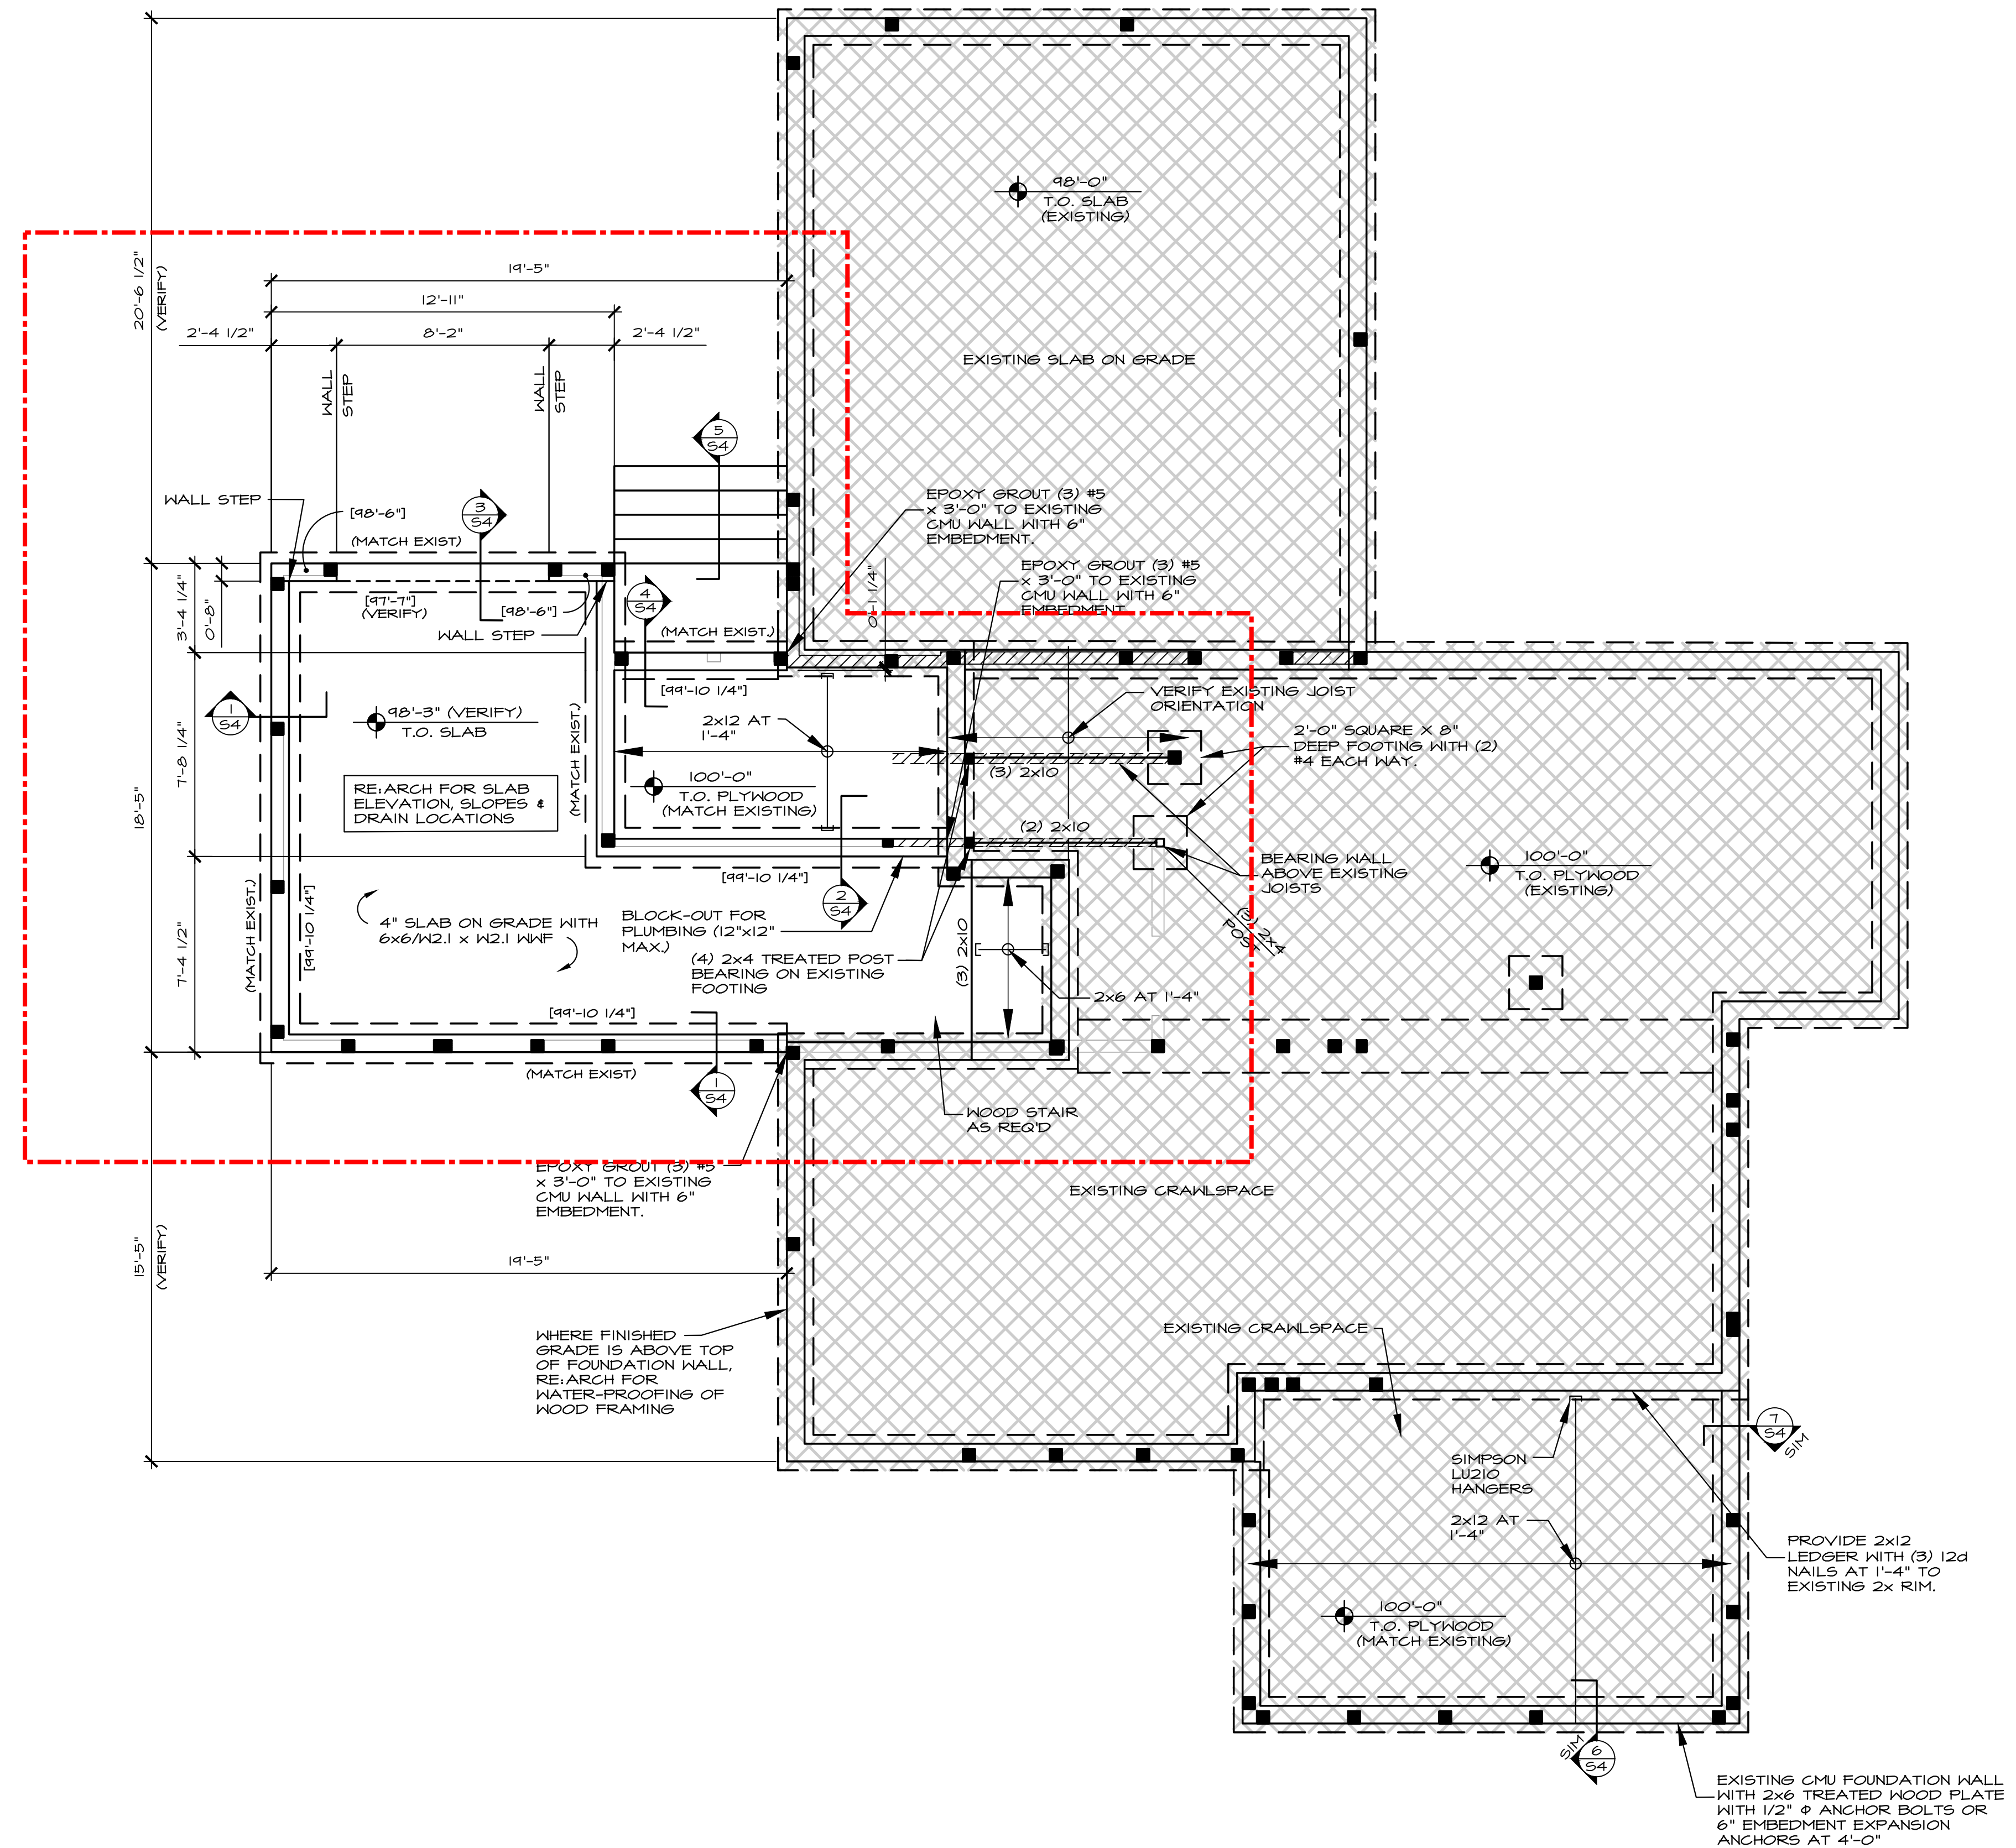 98'-0"
T.O. SLAB
(EXISTING)
20'-6 1/2"
(VERIFY)
19'-5"
12'-11"
2'-4 1/2"
8'-2"
2'-4 1/2"
WALL
STEP
WALL
STEP
EXISTING SLAB ON GRADE
5
S4
WALL STEP
[98'-6"]
3
S4
(MATCH EXIST)
EPOXY GROUT (3) #5
x 3'-0" TO EXISTING
CMU WALL WITH 6"
EMBEDMENT.
EPOXY GROUT (3) #5
x 3'-0" TO EXISTING
CMU WALL WITH 6"
EMBEDMENT.
0'-1 1/4"
3'-4 1/4"
0'-8"
[97'-7"]
(VERIFY)
[98'-6"]
4
S4
WALL STEP
(MATCH EXIST.)
[99'-10 1/4"]
VERIFY EXISTING JOIST
ORIENTATION
1
S4
98'-3" (VERIFY)
T.O. SLAB
(MATCH EXIST.)
2x12 AT
1'-4"
2'-0" SQUARE X 8"
DEEP FOOTING WITH (2)
#4 EACH WAY.
7'-8 1/4"
(3) 2x10
100'-0"
T.O. PLYWOOD
(MATCH EXISTING)
RE: ARCH FOR SLAB
ELEVATION, SLOPES &
DRAIN LOCATIONS
18'-5"
(2) 2x10
BEARING WALL
ABOVE EXISTING
JOISTS
100'-0"
T.O. PLYWOOD
(EXISTING)
[99'-10 1/4"]
2
S4
(MATCH EXIST.)
[99'-10 1/4"]
7'-4 1/2"
4" SLAB ON GRADE WITH
6x6/W2.1 x W2.1 WWF
BLOCK-OUT FOR
PLUMBING (12"x12"
MAX.)
(3) 2x4
POST
(3) 2x10
(4) 2x4 TREATED POST
BEARING ON EXISTING
FOOTING
2x6 AT 1'-4"
[99'-10 1/4"]
(MATCH EXIST)
1
S4
WOOD STAIR
AS REQ'D
EPOXY GROUT (3) #5
x 3'-0" TO EXISTING
CMU WALL WITH 6"
EMBEDMENT.
EXISTING CRAWLSPACE
15'-5"
(VERIFY)
19'-5"
WHERE FINISHED
GRADE IS ABOVE TOP
OF FOUNDATION WALL,
RE: ARCH FOR
WATER-PROOFING OF
WOOD FRAMING
EXISTING CRAWLSPACE
7
S4
SIM
SIMPSON
LU210
HANGERS
2x12 AT
1'-4"
PROVIDE 2x12
LEDGER WITH (3) 12d
NAILS AT 1'-4" TO
EXISTING 2x RIM.
100'-0"
T.O. PLYWOOD
(MATCH EXISTING)
SIM
6
S4
EXISTING CMU FOUNDATION WALL
WITH 2x6 TREATED WOOD PLATE
WITH 1/2" Φ ANCHOR BOLTS OR
6" EMBEDMENT EXPANSION
ANCHORS AT 4'-0"